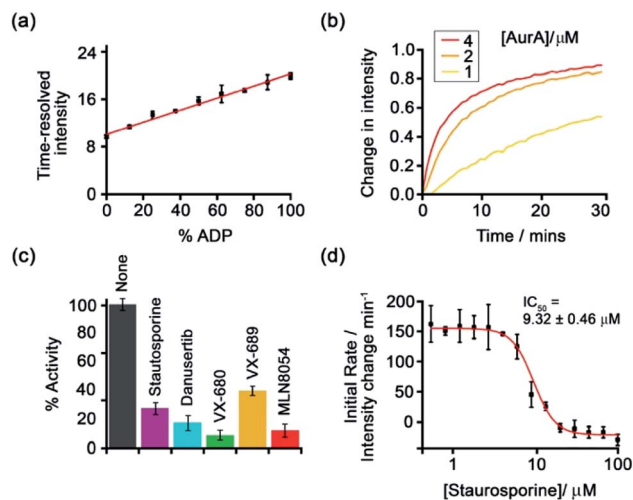 (a)
24
16
8
0
Time-resolved
intensity
0 20 40 60 80 100
% ADP
(b)
[AurA]/μM
4
2
1
1.0
0.8
0.6
0.4
0.2
0.0
Change in intensity
0 10 20 30
Time / mins
(c)
100
80
60
40
20
0
% Activity
None
Stautosporine
Danusertib
VX-680
VX-689
MLN8054
(d)
IC50 =
9.32 ± 0.46 μM
200
150
100
50
0
Initial Rate /
Intensity change min⁻¹
1 10 100
[Staurosporine]/ μM